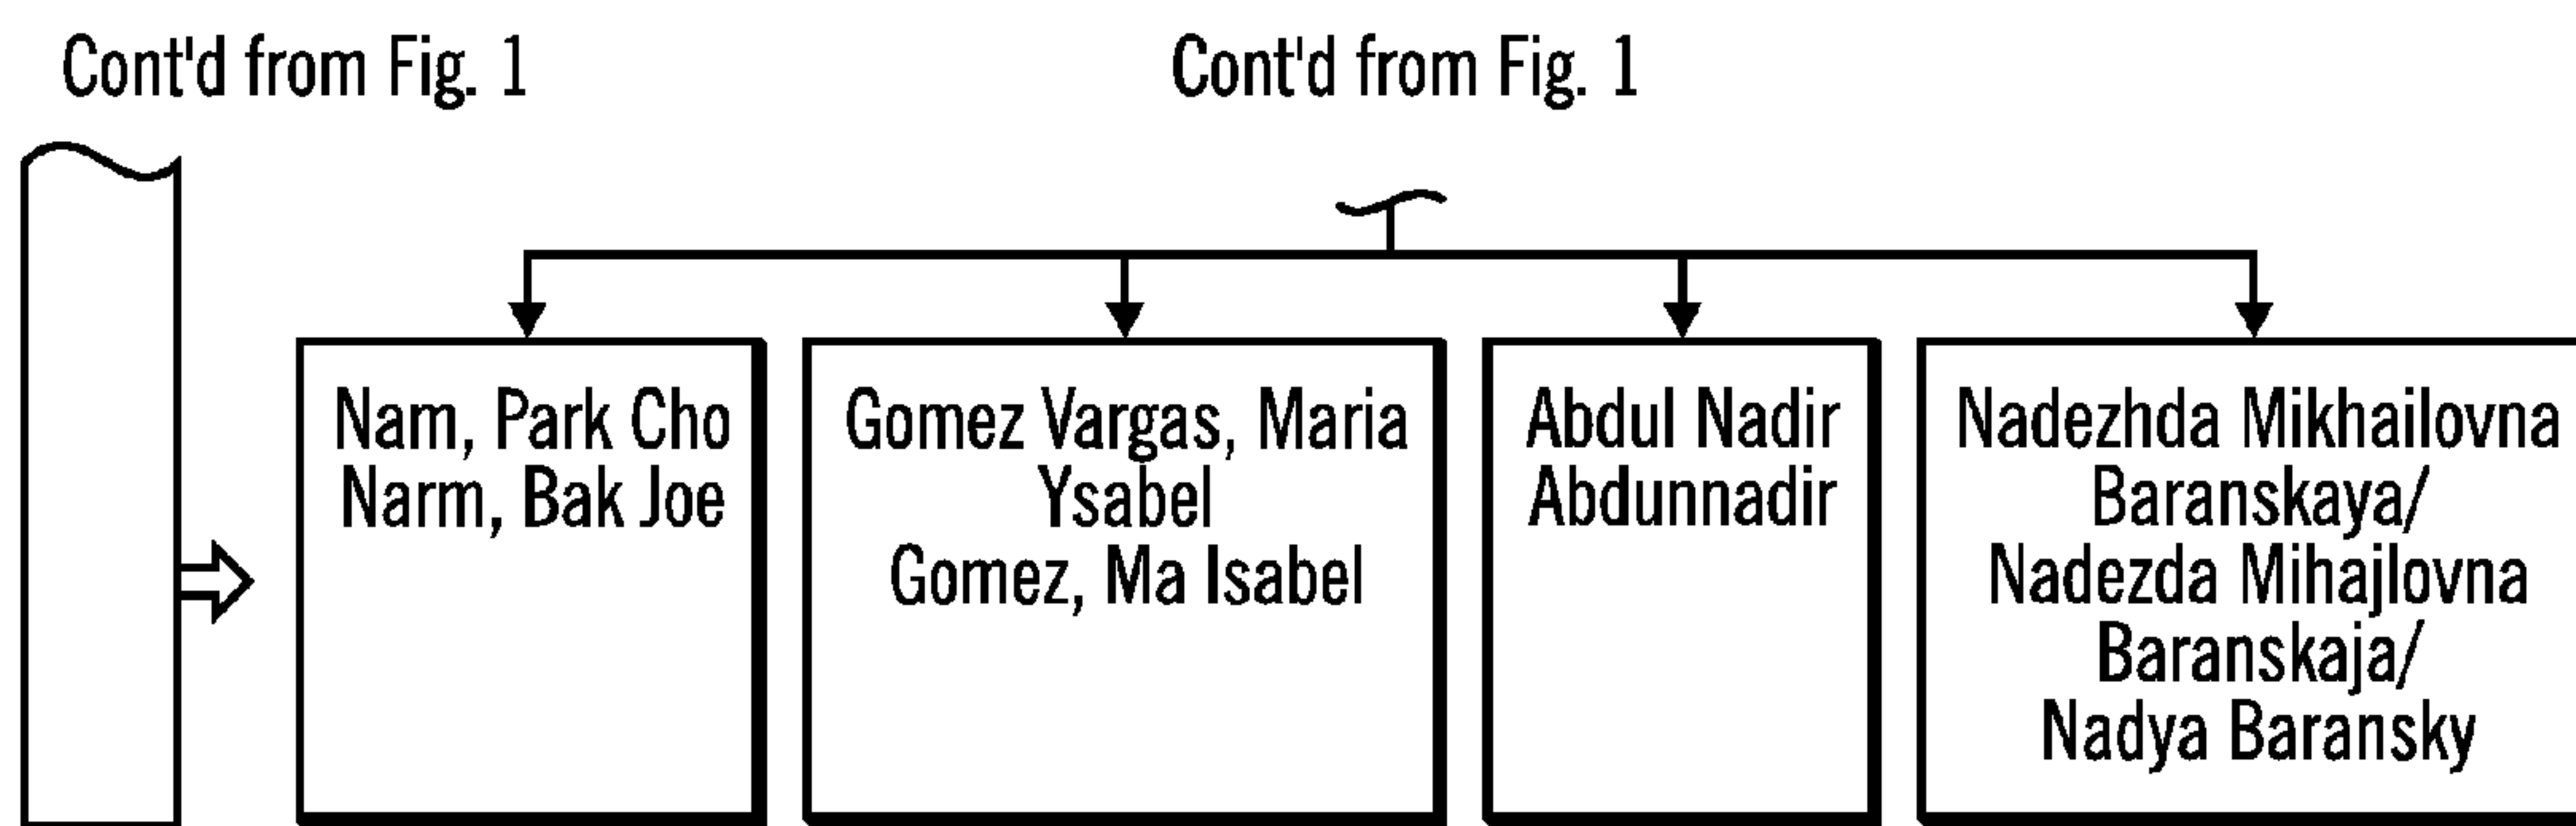 Cont'd from Fig. 1
Cont'd from Fig. 1
Nam, Park Cho
Narm, Bak Joe
Gomez Vargas, Maria
Ysabel
Gomez, Ma Isabel
Abdul Nadir
Abdunnadir
Nadezhda Mikhailovna
Baranskaya/
Nadezda Mihajlovna
Baranskaja/
Nadya Baransky